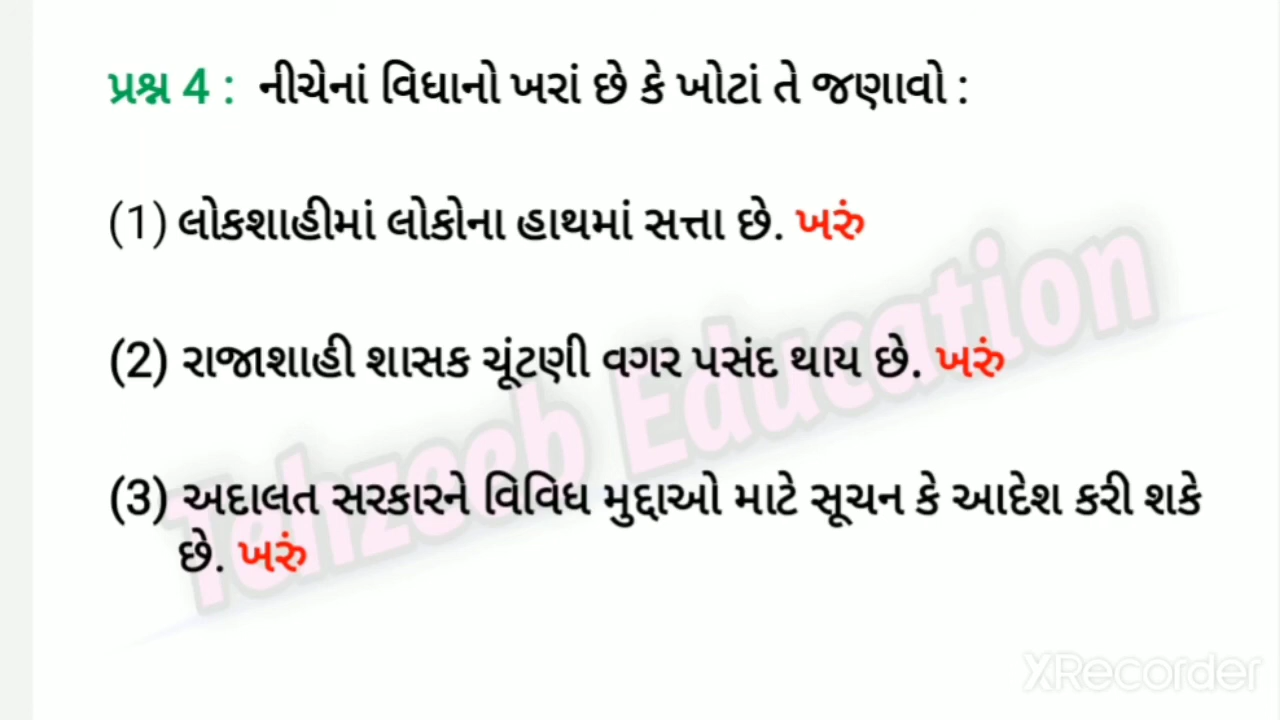 પ્રશ્ન 4 : નીચેનાં વિધાનો ખરાં છે કે ખોટાં તે જણાવો :
(1) લોકશાહીમાં લોકોના હાથમાં સત્તા છે. ખરું
(2) રાજાશાહી શાસક ચૂંટણી વગર પસંદ થાય છે. ખરું
(3) અદાલત સરકારને વિવિધ મુદ્દાઓ માટે સૂચન કે આદેશ કરી શકે
છે. ખરું
Tehzeeb Education
XRecorder